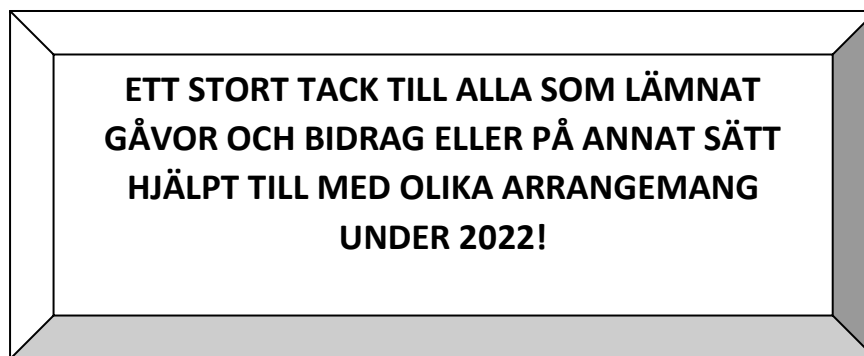 ETT STORT TACK TILL ALLA SOM LÄMNAT
GÅVOR OCH BIDRAG ELLER PÅ ANNAT SÄTT
HJÄLPT TILL MED OLIKA ARRANGEMANG
UNDER 2022!